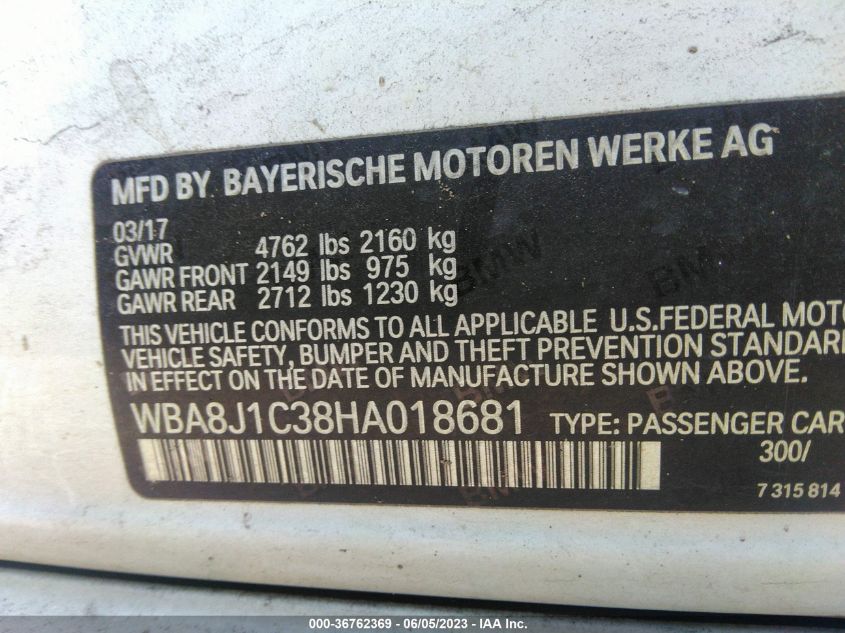 MFD BY BAYERISCHE MOTOREN WERKE AG
03/17
GVWR 4762 lbs 2160 kg
GAWR FRONT 2149 lbs 975 kg
GAWR REAR 2712 lbs 1230 kg
THIS VEHICLE CONFORMS TO ALL APPLICABLE U.S.FEDERAL MOTO
VEHICLE SAFETY, BUMPER AND THEFT PREVENTION STANDARD
IN EFFECT ON THE DATE OF MANUFACTURE SHOWN ABOVE.
WBA8J1C38HA018681 TYPE: PASSENGER CAR
300/
7 315 814
000-36762369 - 06/05/2023 - IAA Inc.